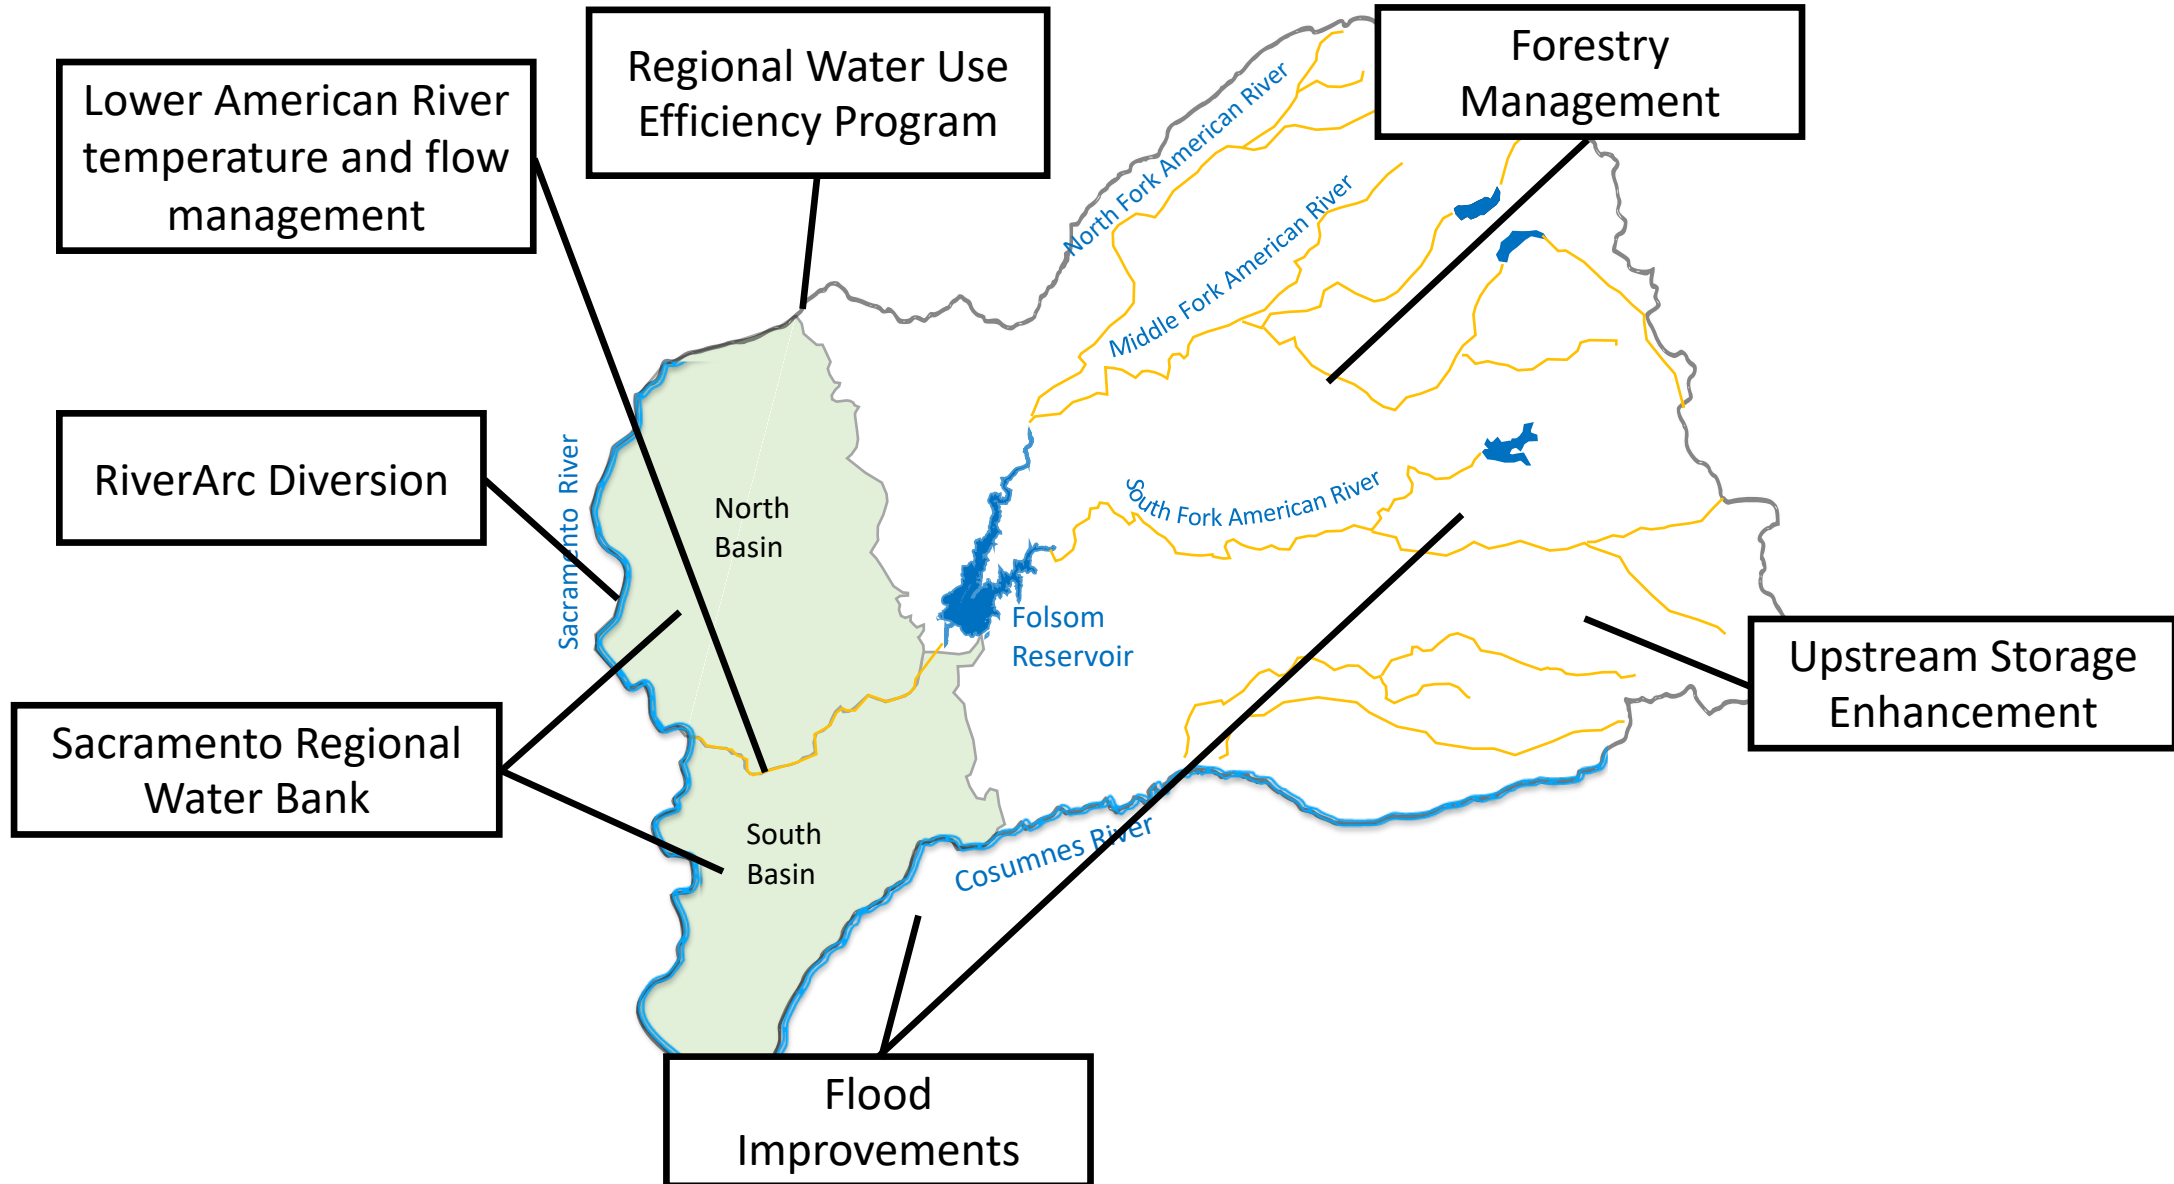 Forestry
Management
Regional Water Use
Efficiency Program
Lower American River
temperature and flow
management
North Fork American River
Middle Fork American River
RiverArc Diversion
Sacramento River
North
Basin
South Fork American River
Folsom
Reservoir
Upstream Storage
Enhancement
Sacramento Regional
Water Bank
South
Basin
Cosumnes River
Flood
Improvements